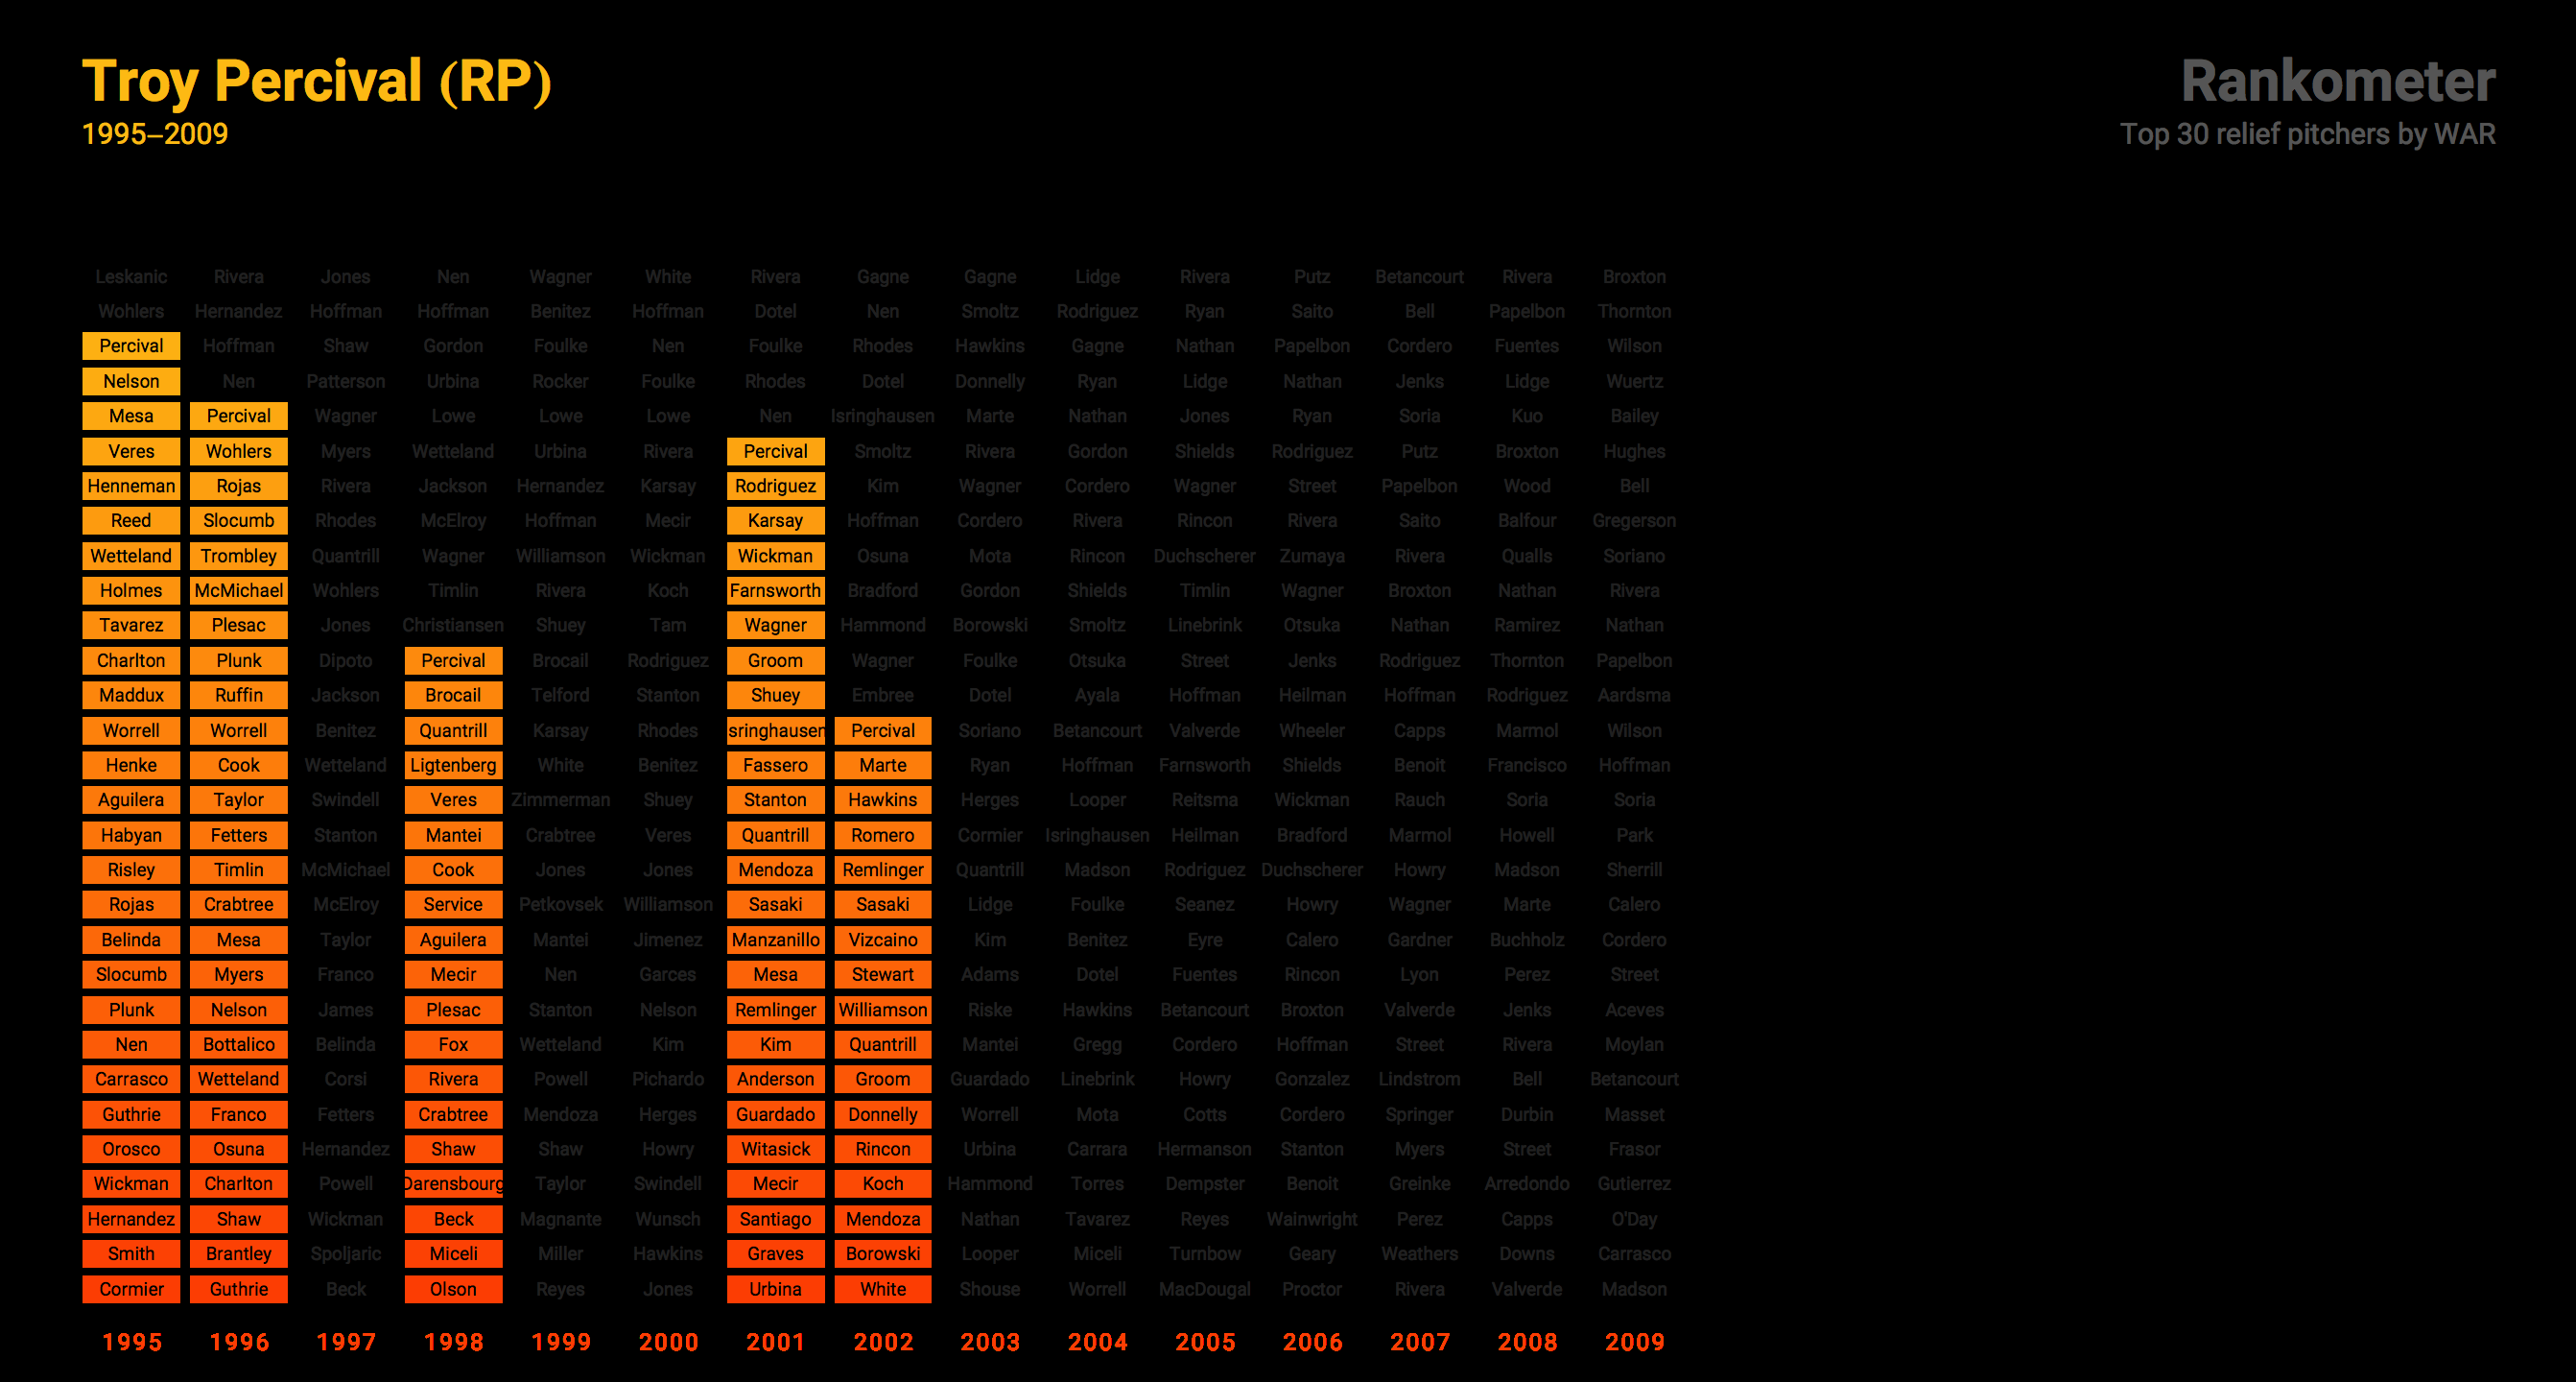 Troy Percival (RP)
1995–2009
Rankometer
Top 30 relief pitchers by WAR
Leskanic Rivera Jones Nen Wagner White Rivera Gagne Gagne Lidge Rivera Putz Betancourt Rivera Broxton
Wohlers Hernandez Hoffman Hoffman Benitez Hoffman Dotel Nen Smoltz Rodriguez Ryan Saito Bell Papelbon Thornton
Percival Hoffman Shaw Gordon Foulke Nen Foulke Rhodes Hawkins Gagne Nathan Papelbon Cordero Fuentes Wilson
Nelson Nen Patterson Urbina Rocker Foulke Rhodes Dotel Donnelly Ryan Lidge Nathan Jenks Lidge Wuertz
Mesa Percival Wagner Lowe Lowe Lowe Nen Isringhausen Marte Nathan Jones Ryan Soria Kuo Bailey
Veres Wohlers Myers Wetteland Urbina Rivera Percival Smoltz Rivera Gordon Shields Rodriguez Putz Broxton Hughes
Henneman Rojas Rivera Jackson Hernandez Karsay Rodriguez Kim Wagner Cordero Wagner Street Papelbon Wood Bell
Reed Slocumb Rhodes McElroy Hoffman Mecir Karsay Hoffman Cordero Rivera Rincon Rivera Saito Balfour Gregerson
Wetteland Trombley Quantrill Wagner Williamson Wickman Wickman Osuna Mota Rincon Duchscherer Zumaya Rivera Qualls Soriano
Holmes McMichael Wohlers Timlin Rivera Koch Farnsworth Bradford Gordon Shields Timlin Wagner Broxton Nathan Rivera
Tavarez Plesac Jones Christiansen Shuey Tam Wagner Hammond Borowski Smoltz Linebrink Otsuka Nathan Ramirez Nathan
Charlton Plunk Dipoto Percival Brocail Rodriguez Groom Wagner Foulke Otsuka Street Jenks Rodriguez Thornton Papelbon
Maddux Ruffin Jackson Brocail Telford Stanton Shuey Embree Dotel Ayala Hoffman Heilman Hoffman Rodriguez Aardsma
Worrell Worrell Benitez Quantrill Karsay Rhodes sringhausen Percival Soriano Betancourt Valverde Wheeler Capps Marmol Wilson
Henke Cook Wetteland Ligtenberg White Benitez Fassero Marte Ryan Hoffman Farnsworth Shields Benoit Francisco Hoffman
Aguilera Taylor Swindell Veres Zimmerman Shuey Stanton Hawkins Herges Looper Reitsma Wickman Rauch Soria Soria
Habyan Fetters Stanton Mantei Crabtree Veres Quantrill Romero Cormier Isringhausen Heilman Bradford Marmol Howell Park
Risley Timlin McMichael Cook Jones Jones Mendoza Remlinger Quantrill Madson Rodriguez Duchscherer Howry Madson Sherrill
Rojas Crabtree McElroy Service Petkovsek Williamson Sasaki Sasaki Lidge Foulke Seanez Howry Wagner Marte Calero
Belinda Mesa Taylor Aguilera Mantei Jimenez Manzanillo Vizcaino Kim Benitez Eyre Calero Gardner Buchholz Cordero
Slocumb Myers Franco Mecir Nen Garces Mesa Stewart Adams Dotel Fuentes Rincon Lyon Perez Street
Plunk Nelson James Plesac Stanton Nelson Remlinger Williamson Riske Hawkins Betancourt Broxton Valverde Jenks Aceves
Nen Bottalico Belinda Fox Wetteland Kim Kim Quantrill Mantei Gregg Cordero Hoffman Street Rivera Moylan
Carrasco Wetteland Corsi Rivera Powell Pichardo Anderson Groom Guardado Linebrink Howry Gonzalez Lindstrom Bell Betancourt
Guthrie Franco Fetters Crabtree Mendoza Herges Guardado Donnelly Worrell Mota Cotts Cordero Springer Durbin Masset
Orosco Osuna Hernandez Shaw Shaw Howry Witasick Rincon Urbina Carrara Hermanson Stanton Myers Street Frasor
Wickman Charlton Powell Darensbourg Taylor Swindell Mecir Koch Hammond Torres Dempster Benoit Greinke Arredondo Gutierrez
Hernandez Shaw Wickman Beck Magnante Wunsch Santiago Mendoza Nathan Tavarez Reyes Wainwright Perez Capps O'Day
Smith Brantley Spoljaric Miceli Miller Hawkins Graves Borowski Looper Miceli Turnbow Geary Weathers Downs Carrasco
Cormier Guthrie Beck Olson Reyes Jones Urbina White Shouse Worrell MacDougal Proctor Rivera Valverde Madson
1995 1996 1997 1998 1999 2000 2001 2002 2003 2004 2005 2006 2007 2008 2009